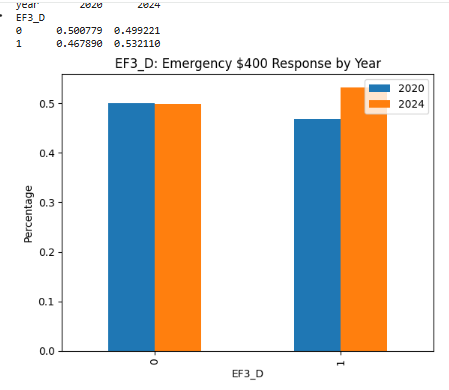 year 2020 2024
EF3_D
0 0.500779 0.499221
1 0.467890 0.532110
EF3_D: Emergency $400 Response by Year
2020
2024
0.5
0.4
0.3
0.2
0.1
0.0
Percentage
0
1
EF3_D